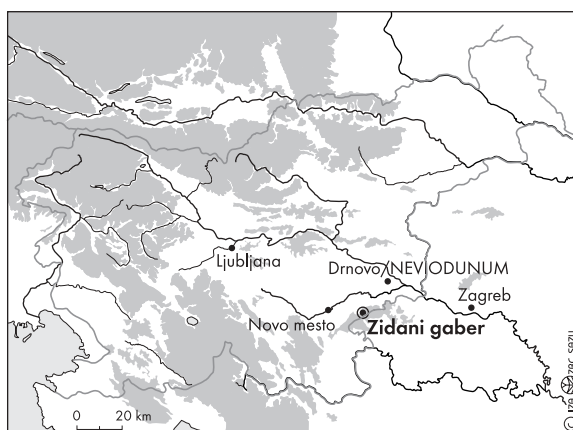 Ljubljana
Drnovo/NEVIODUNUM
Zagreb
Novo mesto
Zidani gaber
0 20 km